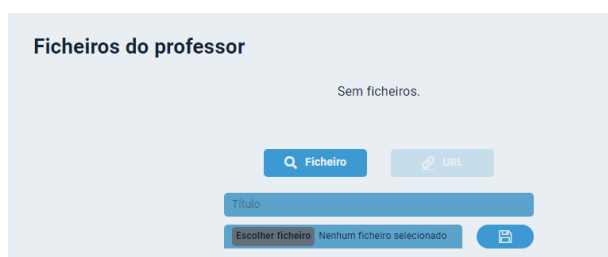 Ficheiros do professor
Sem ficheiros.
Ficheiro URL
Título
Escolher ficheiro Nenhum ficheiro selecionado